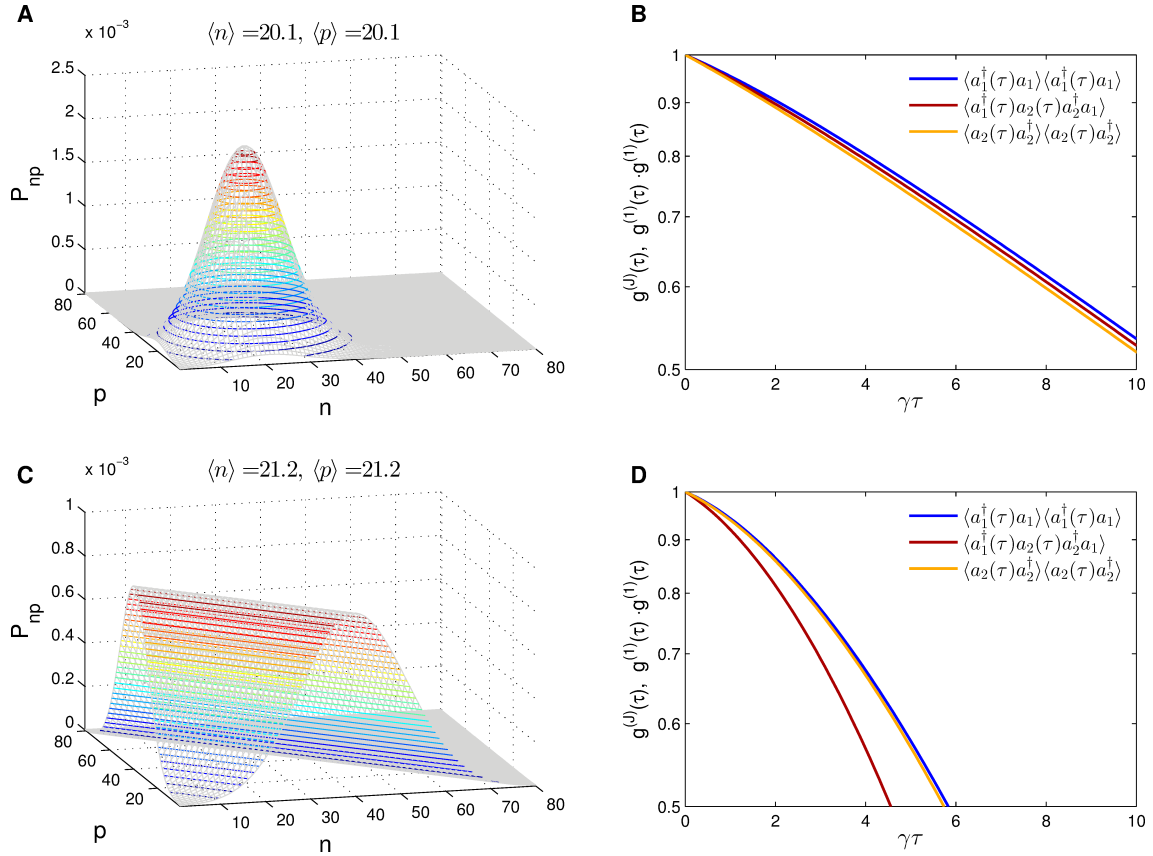 A
x 10⁻³
⟨n⟩ =20.1, ⟨p⟩ =20.1
2.5
2
1.5
1
0.5
0
P_np
80
60
40
20
p
10
20
30
40
50
60
70
80
n
B
1
0.9
0.8
0.7
0.6
0.5
g⁽ᴶ⁾(τ), g⁽¹⁾(τ) ·g⁽¹⁾(τ)
⟨a₁†(τ)a₁⟩⟨a₁†(τ)a₁⟩
⟨a₁†(τ)a₂(τ)a₂†a₁⟩
⟨a₂(τ)a₂†⟩⟨a₂(τ)a₂†⟩
0
2
4
6
8
10
γτ
C
x 10⁻³
⟨n⟩ =21.2, ⟨p⟩ =21.2
1
0.8
0.6
0.4
0.2
0
P_np
80
60
40
20
p
10
20
30
40
50
60
70
80
n
D
1
0.9
0.8
0.7
0.6
0.5
g⁽ᴶ⁾(τ), g⁽¹⁾(τ) ·g⁽¹⁾(τ)
⟨a₁†(τ)a₁⟩⟨a₁†(τ)a₁⟩
⟨a₁†(τ)a₂(τ)a₂†a₁⟩
⟨a₂(τ)a₂†⟩⟨a₂(τ)a₂†⟩
0
2
4
6
8
10
γτ